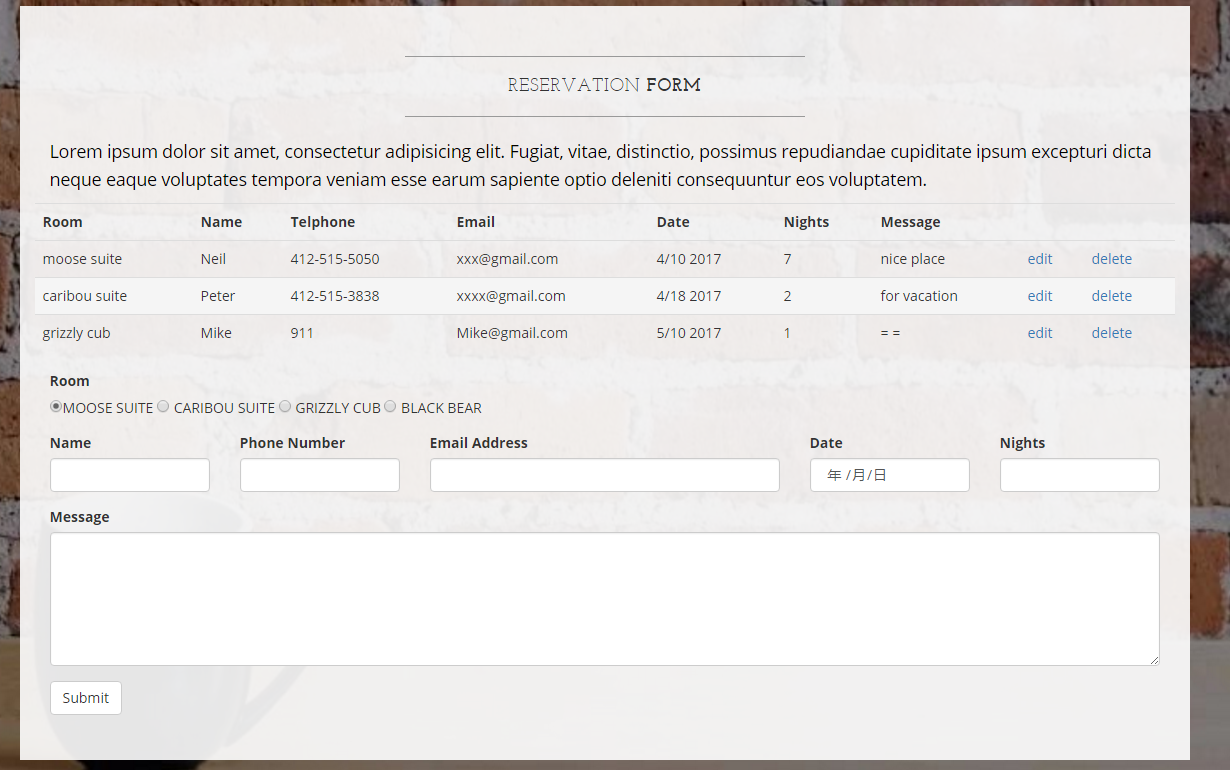 RESERVATION FORM
Lorem ipsum dolor sit amet, consectetur adipisicing elit. Fugiat, vitae, distinctio, possimus repudiandae cupiditate ipsum excepturi dicta
neque eaque voluptates tempora veniam esse earum sapiente optio deleniti consequuntur eos voluptatem.
Room Name Telphone Email Date Nights Message
moose suite Neil 412-515-5050 xxx@gmail.com 4/10 2017 7 nice place edit delete
caribou suite Peter 412-515-3838 xxxx@gmail.com 4/18 2017 2 for vacation edit delete
grizzly cub Mike 911 Mike@gmail.com 5/10 2017 1 = = edit delete
Room
MOOSE SUITE CARIBOU SUITE GRIZZLY CUB BLACK BEAR
Name Phone Number Email Address Date Nights
年 /月/日
Message
Submit